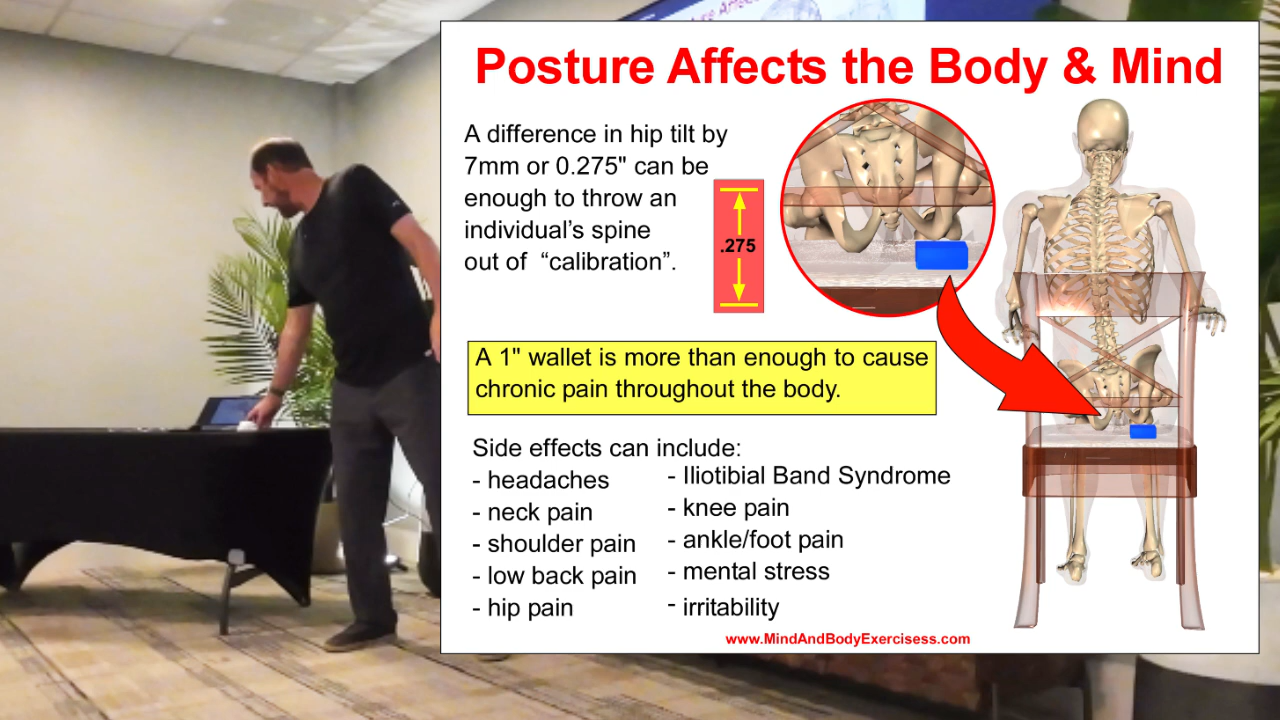 Posture Affects the Body & Mind
A difference in hip tilt by
7mm or 0.275" can be
enough to throw an
individual's spine
out of "calibration".
.275
A 1" wallet is more than enough to cause
chronic pain throughout the body.
Side effects can include:
- headaches
- neck pain
- shoulder pain
- low back pain
- hip pain
- Iliotibial Band Syndrome
- knee pain
- ankle/foot pain
- mental stress
- irritability
www.MindAndBodyExercisess.com